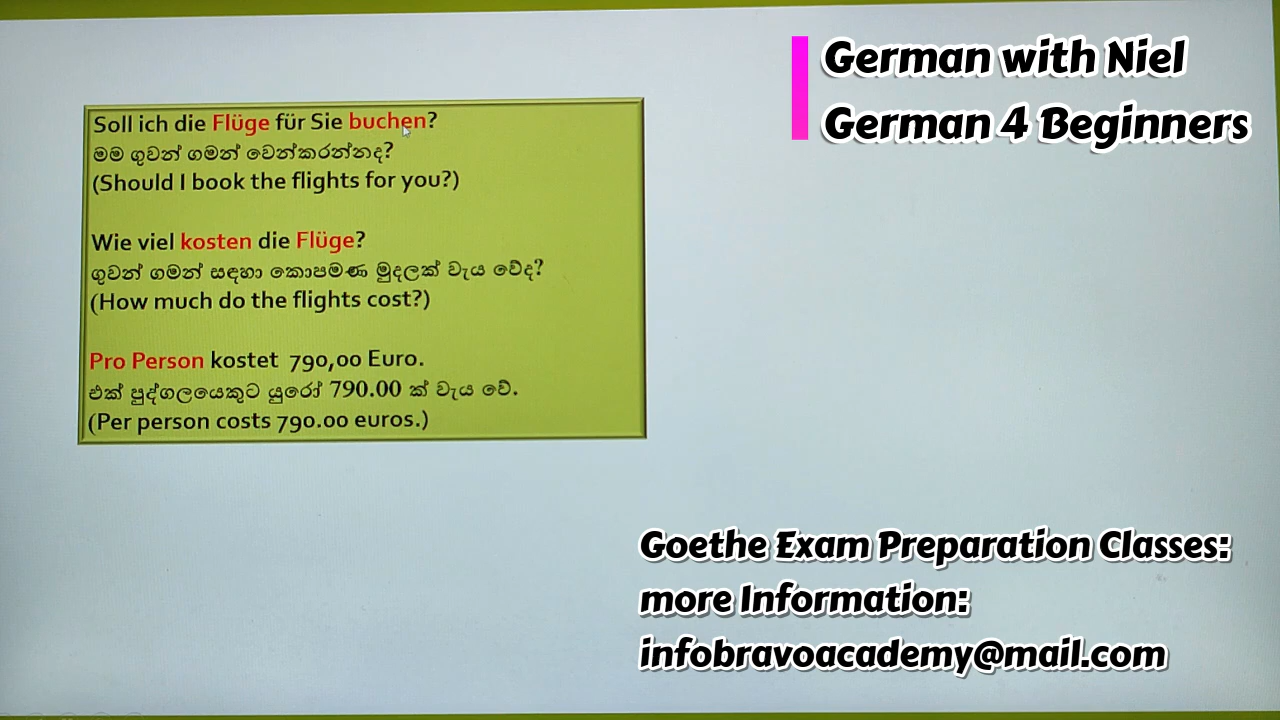 German with Niel
German 4 Beginners
Soll ich die Flüge für Sie buchen?
මම ගුවන් ගමන් වෙන්කරන්නද?
(Should I book the flights for you?)
Wie viel kosten die Flüge?
ගුවන් ගමන් සඳහා කොපමණ මුදලක් වැය වේද?
(How much do the flights cost?)
Pro Person kostet 790,00 Euro.
එක් පුද්ගලයෙකුට යුරෝ 790.00 ක් වැය වේ.
(Per person costs 790.00 euros.)
Goethe Exam Preparation Classes:
more Information:
infobravoacademy@mail.com